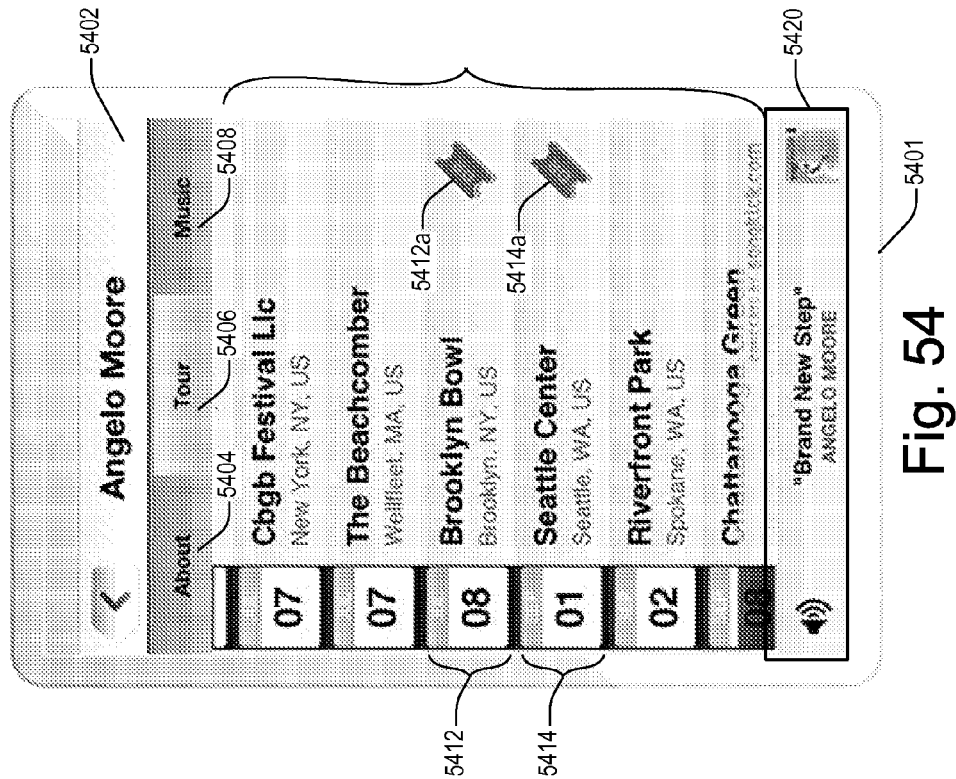 5402
Angelo Moore
About
Tour
Music
5404
5406
5408
07
Cbgb Festival Llc
New York, NY, US
07
The Beachcomber
Wellfleet, MA, US
5412
08
Brooklyn Bowl
Brooklyn, NY, US
5412a
5414
01
Seattle Center
Seattle, WA, US
5414a
02
Riverfront Park
Spokane, WA, US
Chattanooga Green
"Brand New Step"
ANGELO MOORE
5420
5401
Fig. 54